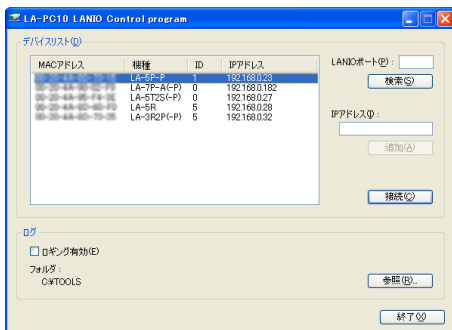 LA-PC10 LANIO Control program
デバイスリスト(D)
MACアドレス 機種 ID IPアドレス
LA-5P-P 1 192.168.0.23
LA-7P-A(-P) 0 192.168.0.182
LA-5T2S(-P) 0 192.168.0.27
LA-5R 5 192.168.0.28
LA-3R2P(-P) 5 192.168.0.32
LANIOポート(P) :
検索(S)
IPアドレス(I) :
追加(A)
接続(C)
ログ
ロギング有効(E)
フォルダ :
C:¥TOOLS
参照(R)...
終了(X)